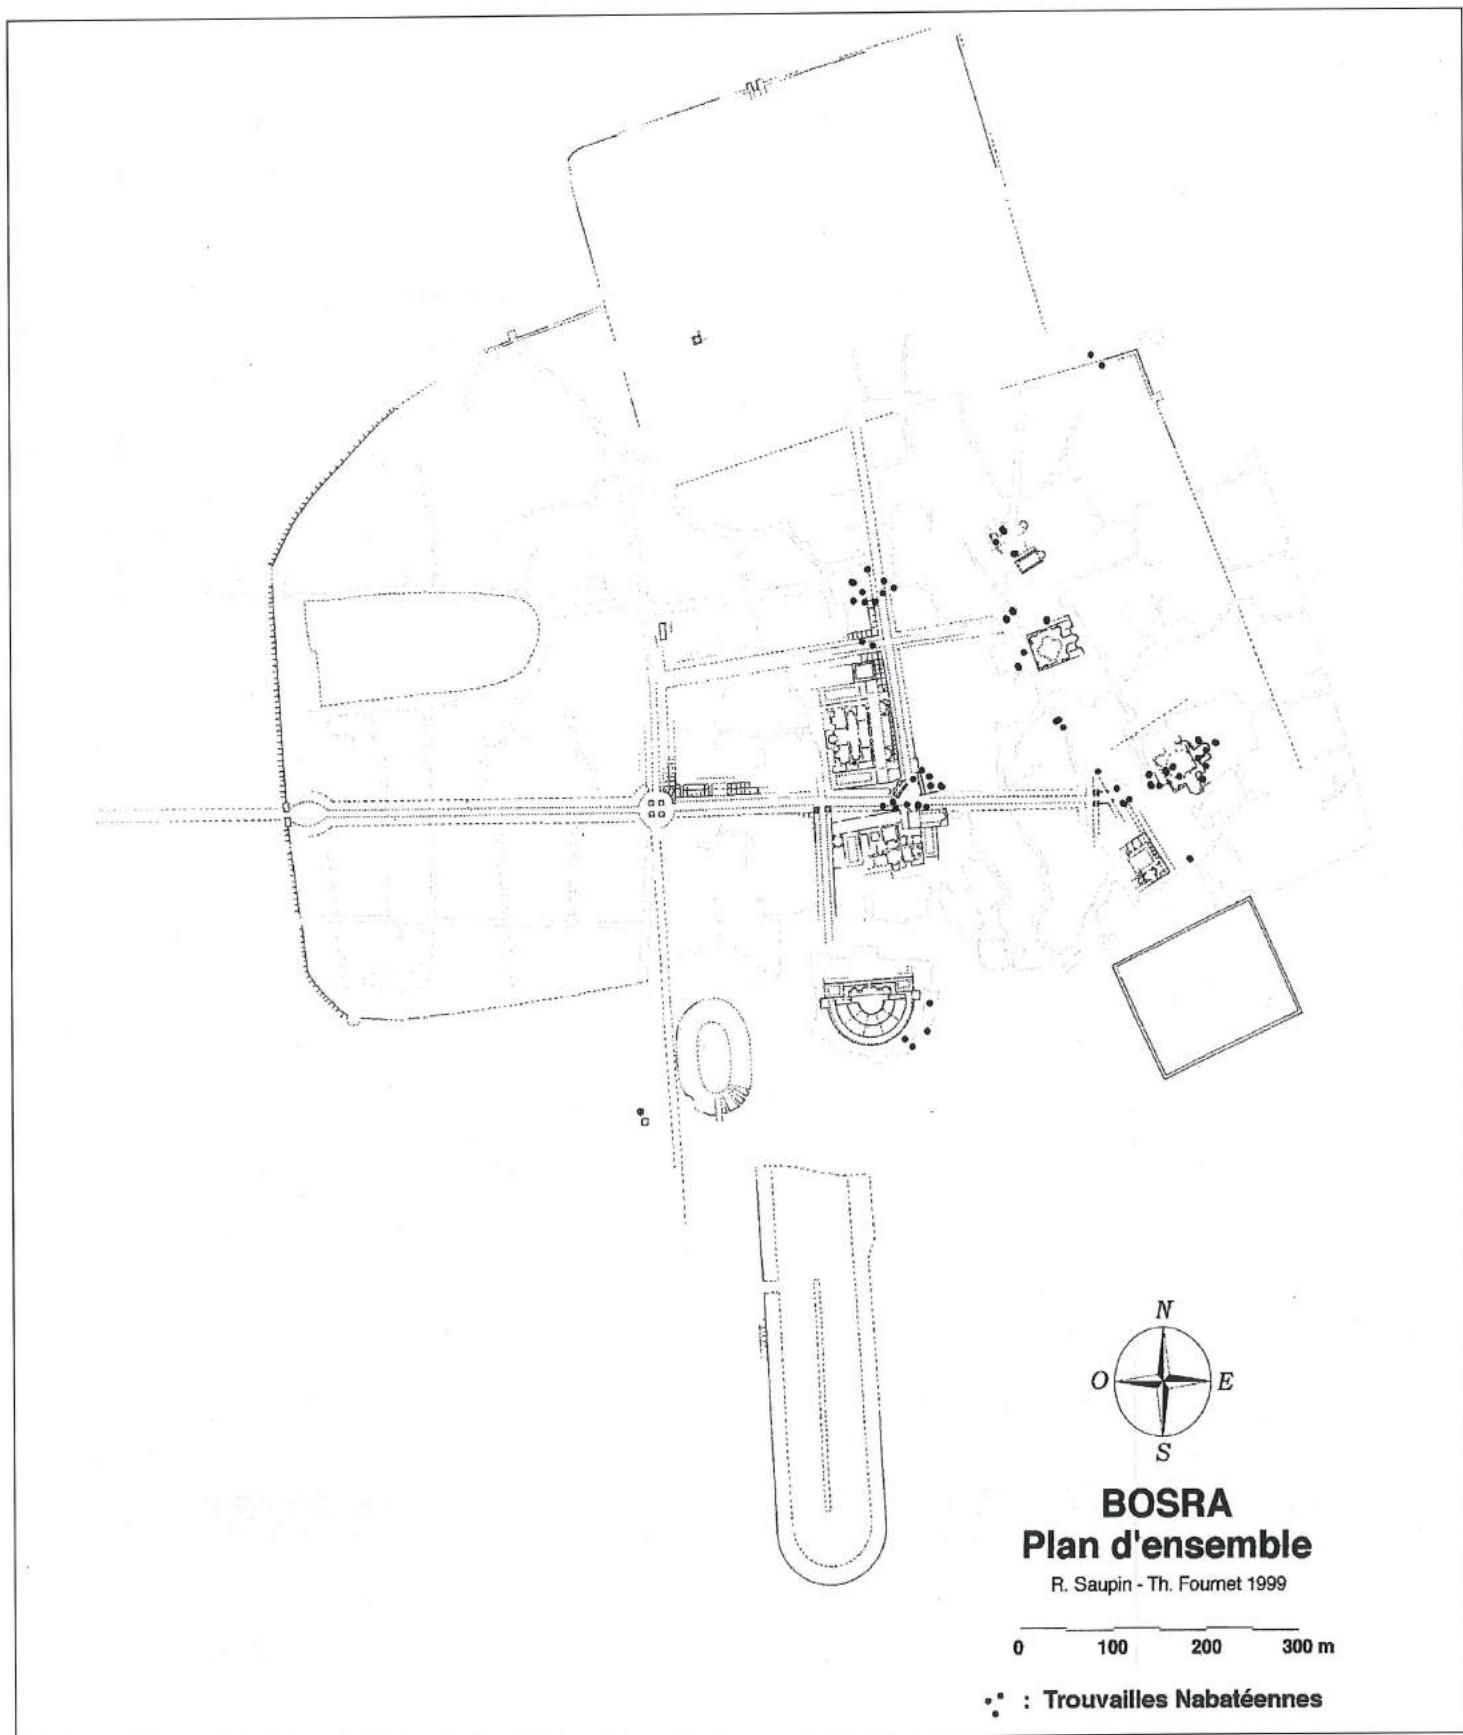 N
O E
S
BOSRA
Plan d'ensemble
R. Saupin - Th. Fournet 1999
0 100 200 300 m
: Trouvailles Nabatéennes